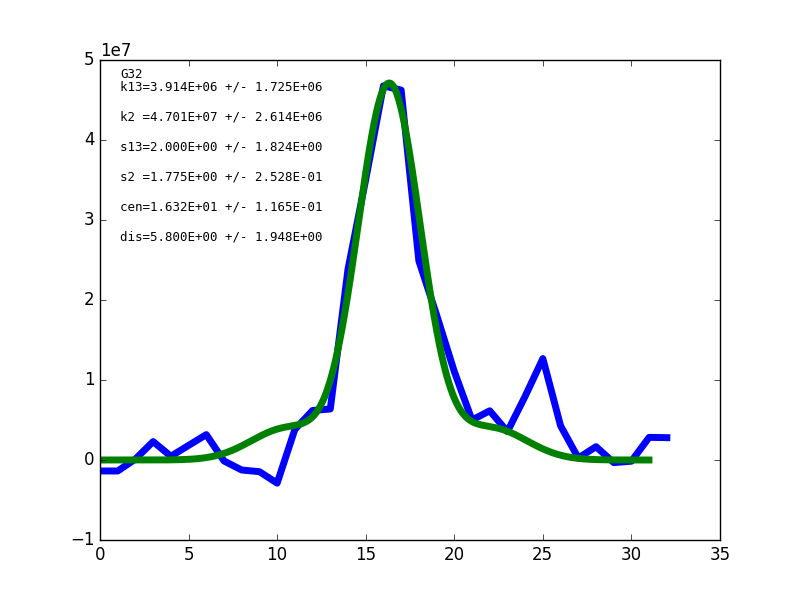 1e7
G32
k13=3.914E+06 +/- 1.725E+06
k2 =4.701E+07 +/- 2.614E+06
s13=2.000E+00 +/- 1.824E+00
s2 =1.775E+00 +/- 2.528E-01
cen=1.632E+01 +/- 1.165E-01
dis=5.800E+00 +/- 1.948E+00
5
4
3
2
1
0
−1
0 5 10 15 20 25 30 35